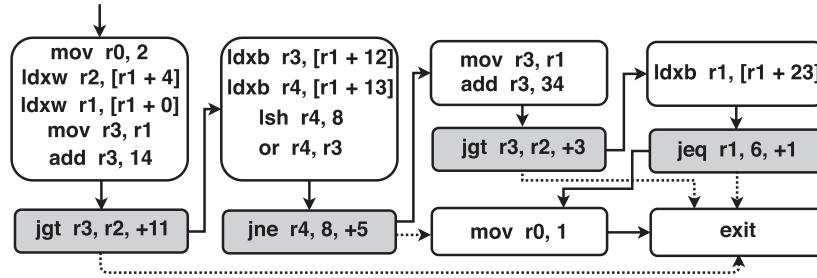 mov r0, 2
ldxw r2, [r1 + 4]
ldxw r1, [r1 + 0]
mov r3, r1
add r3, 14
jgt r3, r2, +11
ldxb r3, [r1 + 12]
ldxb r4, [r1 + 13]
lsh r4, 8
or r4, r3
jne r4, 8, +5
mov r3, r1
add r3, 34
jgt r3, r2, +3
mov r0, 1
ldxb r1, [r1 + 23]
jeq r1, 6, +1
exit